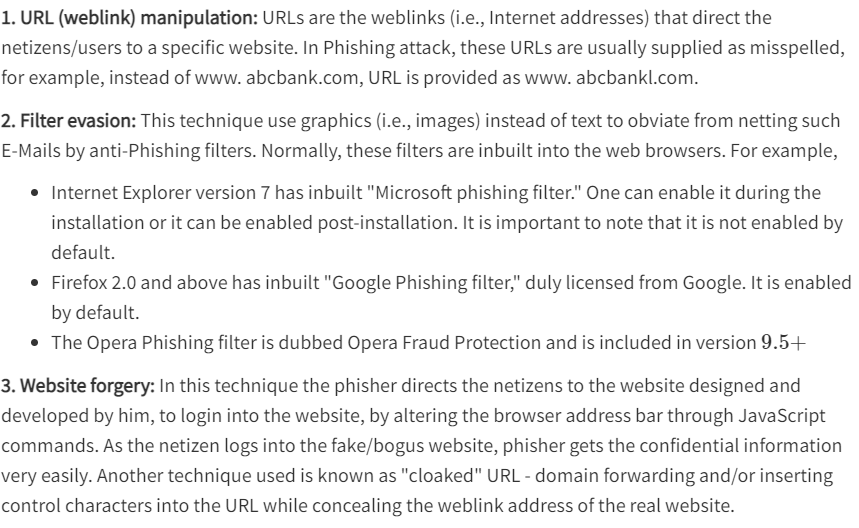 1. URL (weblink) manipulation: URLs are the weblinks (i.e., Internet addresses) that direct the
netizens/users to a specific website. In Phishing attack, these URLs are usually supplied as misspelled,
for example, instead of www. abcbank.com, URL is provided as www. abcbankl.com.
2. Filter evasion: This technique use graphics (i.e., images) instead of text to obviate from netting such
E-Mails by anti-Phishing filters. Normally, these filters are inbuilt into the web browsers. For example,
• Internet Explorer version 7 has inbuilt "Microsoft phishing filter." One can enable it during the
installation or it can be enabled post-installation. It is important to note that it is not enabled by
default.
• Firefox 2.0 and above has inbuilt "Google Phishing filter," duly licensed from Google. It is enabled
by default.
• The Opera Phishing filter is dubbed Opera Fraud Protection and is included in version 9.5+
3. Website forgery: In this technique the phisher directs the netizens to the website designed and
developed by him, to login into the website, by altering the browser address bar through JavaScript
commands. As the netizen logs into the fake/bogus website, phisher gets the confidential information
very easily. Another technique used is known as "cloaked" URL - domain forwarding and/or inserting
control characters into the URL while concealing the weblink address of the real website.